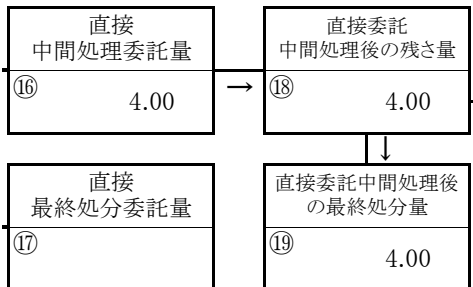 直接
中間処理委託量
⑯
4.00
→
直接委託
中間処理後の残さ量
⑱
4.00
↓
直接
最終処分委託量
⑰
直接委託中間処理後
の最終処分量
⑲
4.00